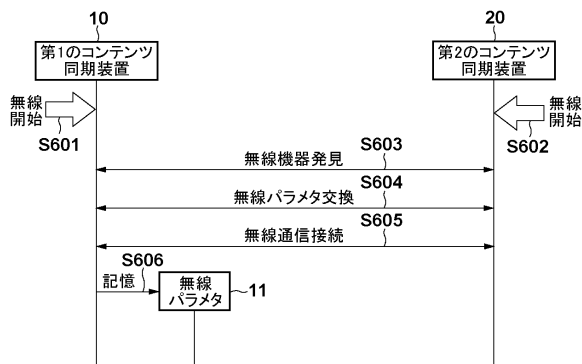 10
20
第1のコンテンツ
同期装置
第2のコンテンツ
同期装置
無線
開始
S601
無線
開始
S602
S603
無線機器発見
S604
無線パラメタ交換
S605
無線通信接続
S606
記憶
無線
パラメタ
11